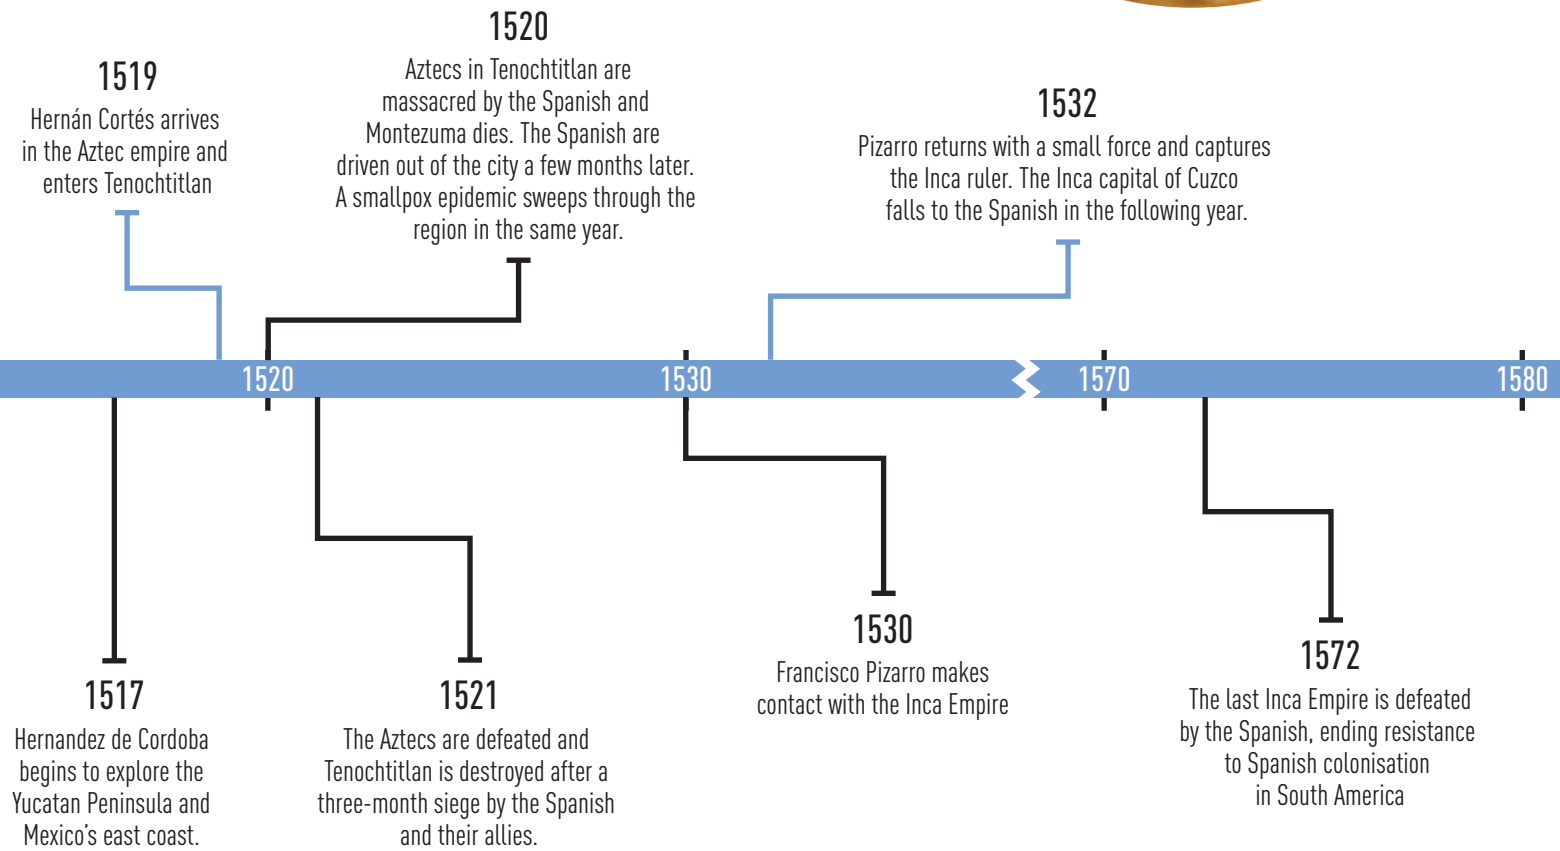 1519
Hernán Cortés arrives
in the Aztec empire and
enters Tenochtitlan
1520
Aztecs in Tenochtitlan are
massacred by the Spanish and
Montezuma dies. The Spanish are
driven out of the city a few months later.
A smallpox epidemic sweeps through the
region in the same year.
1532
Pizarro returns with a small force and captures
the Inca ruler. The Inca capital of Cuzco
falls to the Spanish in the following year.
1520
1530
1570
1580
1517
Hernandez de Cordoba
begins to explore the
Yucatan Peninsula and
Mexico's east coast.
1521
The Aztecs are defeated and
Tenochtitlan is destroyed after a
three-month siege by the Spanish
and their allies.
1530
Francisco Pizarro makes
contact with the Inca Empire
1572
The last Inca Empire is defeated
by the Spanish, ending resistance
to Spanish colonisation
in South America